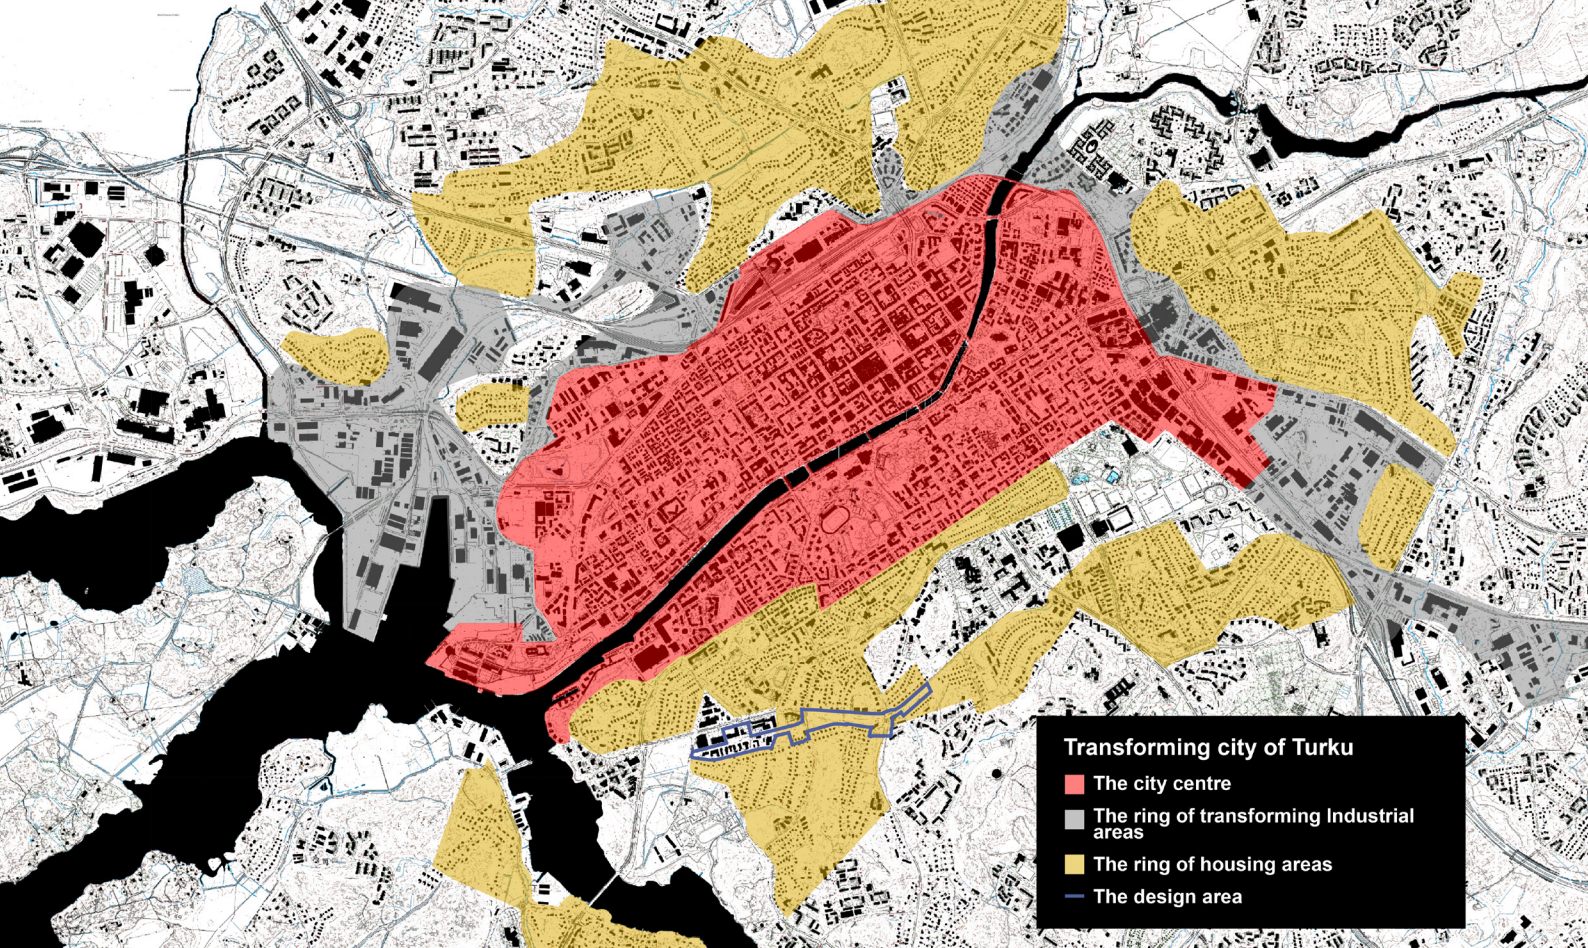 Transforming city of Turku
The city centre
The ring of transforming Industrial
areas
The ring of housing areas
The design area